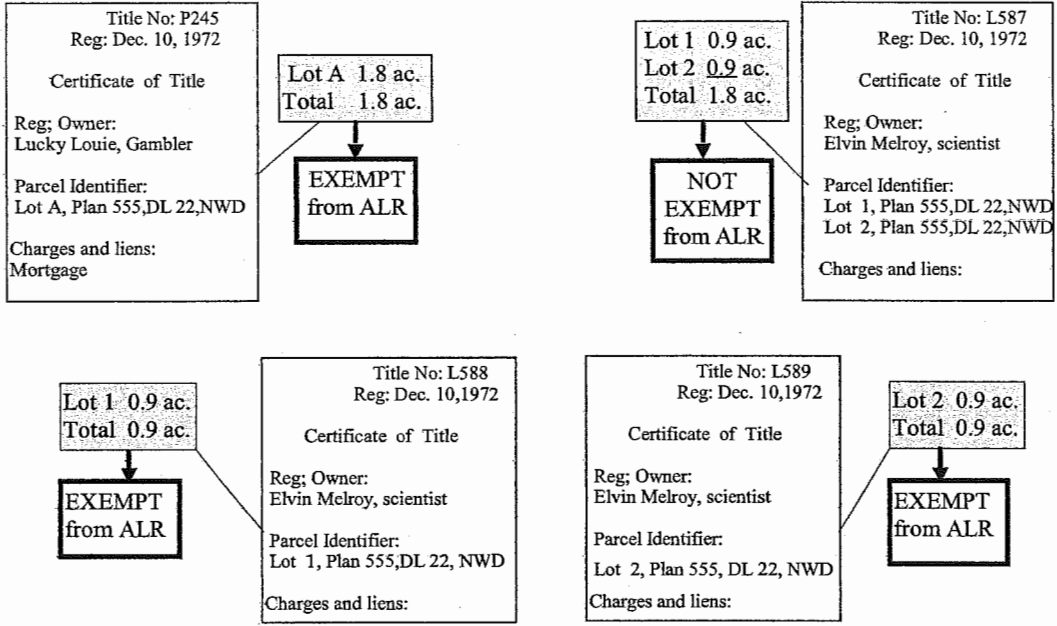 Title No: P245
Reg: Dec. 10, 1972
Certificate of Title
Reg; Owner:
Lucky Louie, Gambler
Parcel Identifier:
Lot A, Plan 555,DL 22,NWD
Charges and liens:
Mortgage
Lot A 1.8 ac.
Total 1.8 ac.
EXEMPT
from ALR
Lot 1 0.9 ac.
Lot 2 0.9 ac.
Total 1.8 ac.
NOT
EXEMPT
from ALR
Title No: L587
Reg: Dec. 10, 1972
Certificate of Title
Reg; Owner:
Elvin Melroy, scientist
Parcel Identifier:
Lot 1, Plan 555,DL 22,NWD
Lot 2, Plan 555,DL 22,NWD
Charges and liens:
Lot 1 0.9 ac.
Total 0.9 ac.
EXEMPT
from ALR
Title No: L588
Reg: Dec. 10,1972
Certificate of Title
Reg; Owner:
Elvin Melroy, scientist
Parcel Identifier:
Lot 1, Plan 555,DL 22, NWD
Charges and liens:
Title No: L589
Reg: Dec. 10,1972
Certificate of Title
Reg; Owner:
Elvin Melroy, scientist
Parcel Identifier:
Lot 2, Plan 555, DL 22, NWD
Charges and liens:
Lot 2 0.9 ac.
Total 0.9 ac.
EXEMPT
from ALR